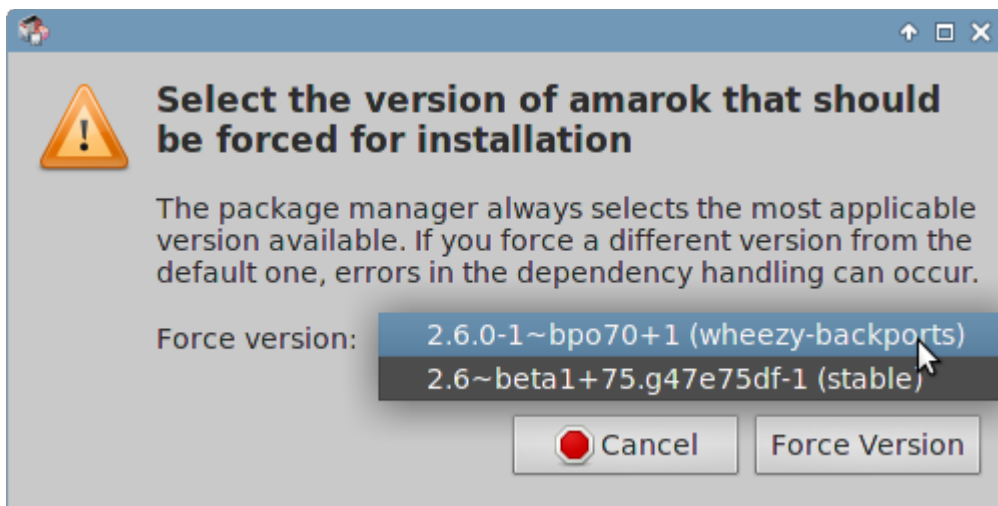 Select the version of amarok that should
be forced for installation
The package manager always selects the most applicable
version available. If you force a different version from the
default one, errors in the dependency handling can occur.
Force version:
2.6.0-1~bpo70+1 (wheezy-backports)
2.6~beta1+75.g47e75df-1 (stable)
Cancel
Force Version